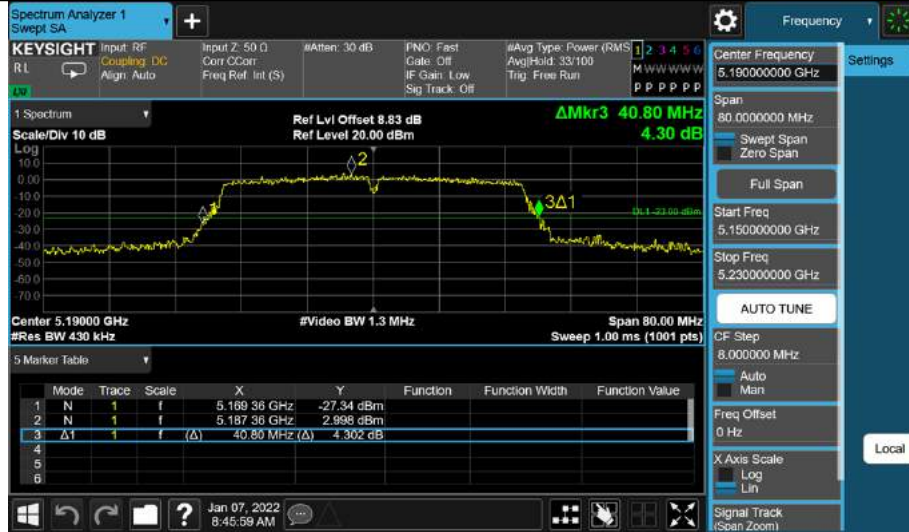 Spectrum Analyzer 1
Swept SA
Frequency
KEYSIGHT
RL
Input: RF
Coupling: DC
Align: Auto
Input Z: 50 Ω
Corr CCorr
Freq Ref: Int (S)
#Atten: 30 dB
PNO: Fast
Gate: Off
IF Gain: Low
Sig Track: Off
#Avg Type: Power (RMS
Avg|Hold: 33/100
Trig: Free Run
1 2 3 4 5 6
M W W W W W
P P P P P P
1 Spectrum
Scale/Div 10 dB
Ref Lvl Offset 8.83 dB
Ref Level 20.00 dBm
ΔMkr3 40.80 MHz
4.30 dB
Log
10.0
0.00
-10.0
-20.0
-30.0
-40.0
-50.0
-60.0
-70.0
2
3Δ1
DL1 -23.00 dBm
Center 5.19000 GHz
#Video BW 1.3 MHz
Span 80.00 MHz
#Res BW 430 kHz
Sweep 1.00 ms (1001 pts)
5 Marker Table
Mode Trace Scale X Y Function Function Width Function Value
1 N 1 f 5.169 36 GHz -27.34 dBm
2 N 1 f 5.187 36 GHz 2.998 dBm
3 Δ1 1 f (Δ) 40.80 MHz (Δ) 4.302 dB
4
5
6
Jan 07, 2022
8:45:59 AM
Center Frequency
5.190000000 GHz
Settings
Span
80.0000000 MHz
Swept Span
Zero Span
Full Span
Start Freq
5.150000000 GHz
Stop Freq
5.230000000 GHz
AUTO TUNE
CF Step
8.000000 MHz
Auto
Man
Freq Offset
0 Hz
Local
X Axis Scale
Log
Lin
Signal Track
(Span Zoom)